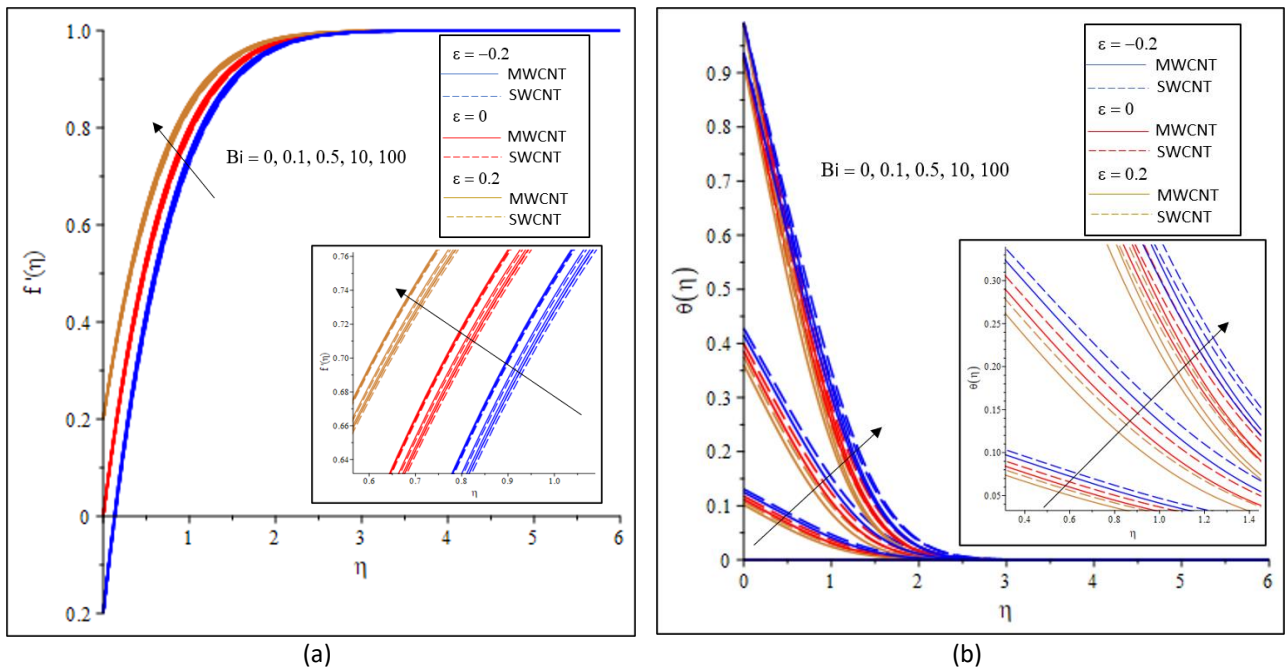 1.0
0.8
0.6
0.4
0.2
0
0.2
f '(η)
1
2
3
4
5
6
η
Bi = 0, 0.1, 0.5, 10, 100
ε = −0.2
MWCNT
SWCNT
ε = 0
MWCNT
SWCNT
ε = 0.2
MWCNT
SWCNT
0.76
0.74
0.72
0.70
0.68
0.66
0.64
f '(η)
0.6
0.7
0.8
0.9
1.0
η
(a)
0.9
0.8
0.7
0.6
0.5
0.4
0.3
0.2
0.1
0
θ(η)
0
1
2
3
4
5
6
η
Bi = 0, 0.1, 0.5, 10, 100
ε = −0.2
MWCNT
SWCNT
ε = 0
MWCNT
SWCNT
ε = 0.2
MWCNT
SWCNT
0.30
0.25
0.20
0.15
0.10
0.05
θ(η)
0.4
0.6
0.8
1.0
1.2
1.4
η
(b)